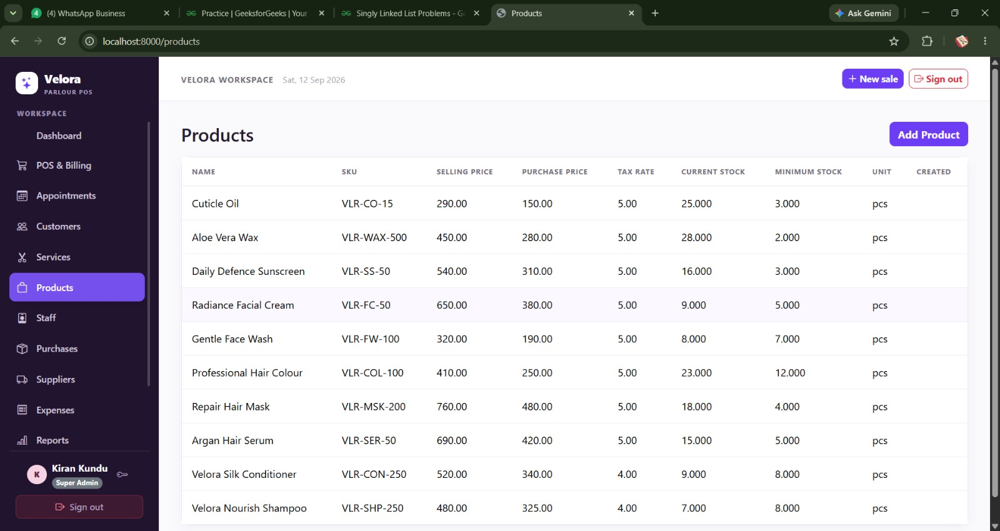 4 (4) WhatsApp Business
Practice | GeeksforGeeks | Your
Singly Linked List Problems - Ge
Products
Ask Gemini
localhost:8000/products
Velora
PARLOUR POS
WORKSPACE
Dashboard
POS & Billing
Appointments
Customers
Services
Products
Staff
Purchases
Suppliers
Expenses
Reports
K Kiran Kundu
Super Admin
Sign out
VELORA WORKSPACE Sat, 12 Sep 2026
+ New sale Sign out
Products
Add Product
NAME SKU SELLING PRICE PURCHASE PRICE TAX RATE CURRENT STOCK MINIMUM STOCK UNIT CREATED
Cuticle Oil VLR-CO-15 290.00 150.00 5.00 25.000 3.000 pcs
Aloe Vera Wax VLR-WAX-500 450.00 280.00 5.00 28.000 2.000 pcs
Daily Defence Sunscreen VLR-SS-50 540.00 310.00 5.00 16.000 3.000 pcs
Radiance Facial Cream VLR-FC-50 650.00 380.00 5.00 9.000 5.000 pcs
Gentle Face Wash VLR-FW-100 320.00 190.00 5.00 8.000 7.000 pcs
Professional Hair Colour VLR-COL-100 410.00 250.00 5.00 23.000 12.000 pcs
Repair Hair Mask VLR-MSK-200 760.00 480.00 5.00 18.000 4.000 pcs
Argan Hair Serum VLR-SER-50 690.00 420.00 5.00 15.000 5.000 pcs
Velora Silk Conditioner VLR-CON-250 520.00 340.00 4.00 9.000 8.000 pcs
Velora Nourish Shampoo VLR-SHP-250 480.00 325.00 4.00 7.000 8.000 pcs